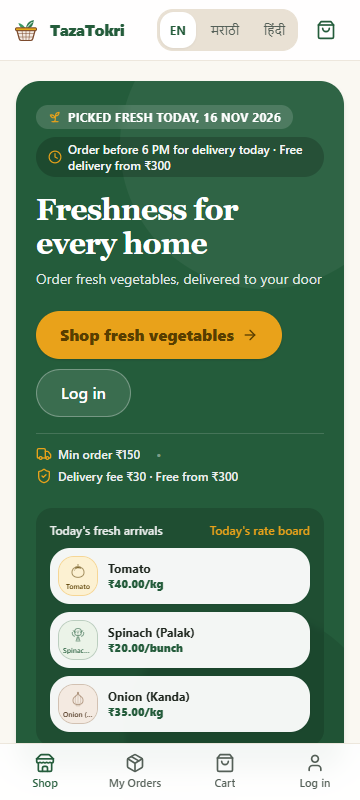 TazaTokri
EN
मराठी
हिंदी
PICKED FRESH TODAY, 16 NOV 2026
Order before 6 PM for delivery today · Free
delivery from ₹300
Freshness for
every home
Order fresh vegetables, delivered to your door
Shop fresh vegetables →
Log in
Min order ₹150 •
Delivery fee ₹30 · Free from ₹300
Today's fresh arrivals
Today's rate board
Tomato
Tomato
₹40.00/kg
Spinac...
Spinach (Palak)
₹20.00/bunch
Onion (...
Onion (Kanda)
₹35.00/kg
Shop
My Orders
Cart
Log in